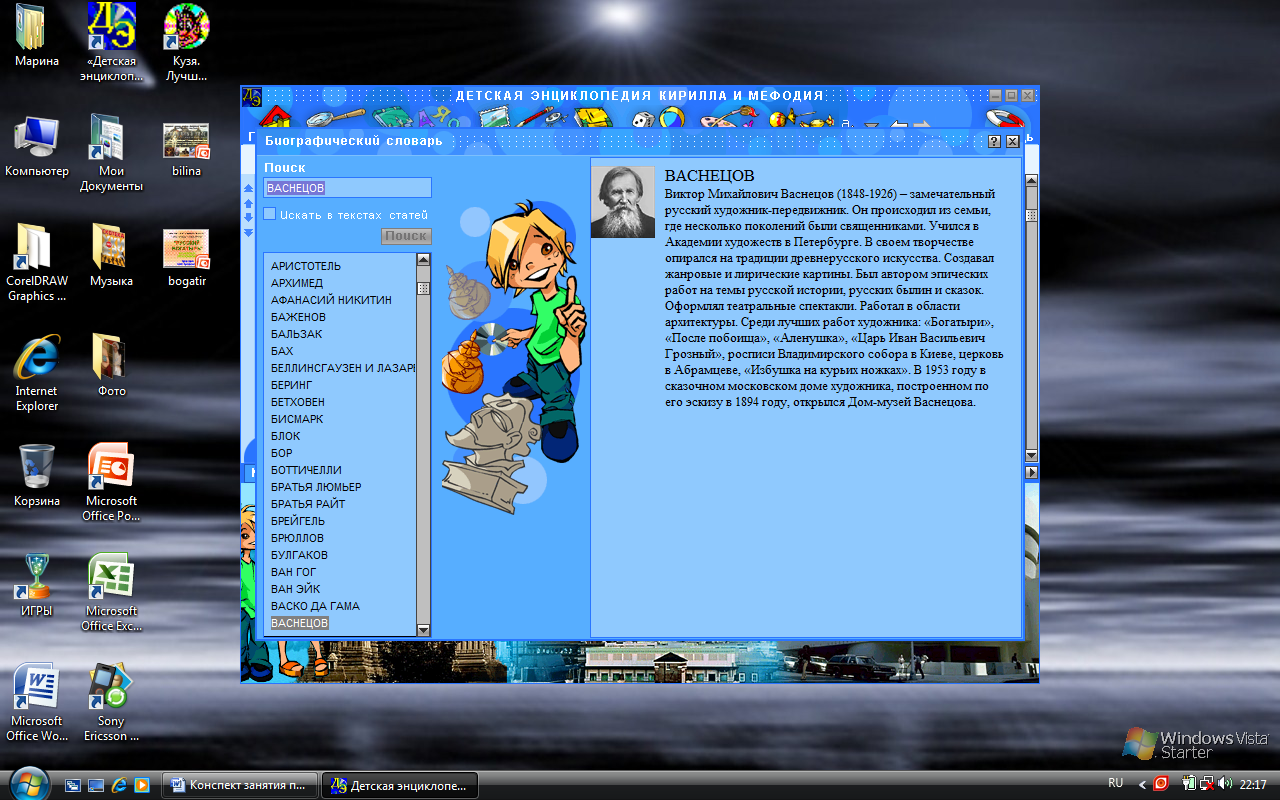 Марина
«Детская
энциклоп...
Кузя.
Лучш...
Компьютер
Мои
Документы
bilina
CorelDRAW
Graphics ...
Музыка
bogatir
Internet
Explorer
Фото
Корзина
Microsoft
Office Po...
ИГРЫ
Microsoft
Office Exc...
Microsoft
Office Wo...
Sony
Ericsson ...
ДЕТСКАЯ ЭНЦИКЛОПЕДИЯ КИРИЛЛА И МЕФОДИЯ
Биографический словарь
Поиск
ВАСНЕЦОВ
Искать в текстах статей
Поиск
АРИСТОТЕЛЬ
АРХИМЕД
АФАНАСИЙ НИКИТИН
БАЖЕНОВ
БАЛЬЗАК
БАХ
БЕЛЛИНСГАУЗЕН И ЛАЗАРЕ
БЕРИНГ
БЕТХОВЕН
БИСМАРК
БЛОК
БОР
БОТТИЧЕЛЛИ
БРАТЬЯ ЛЮМЬЕР
БРАТЬЯ РАЙТ
БРЕЙГЕЛЬ
БРЮЛЛОВ
БУЛГАКОВ
ВАН ГОГ
ВАН ЭЙК
ВАСКО ДА ГАМА
ВАСНЕЦОВ
ВАСНЕЦОВ
Виктор Михайлович Васнецов (1848-1926) – замечательный
русский художник-передвижник. Он происходил из семьи,
где несколько поколений были священниками. Учился в
Академии художеств в Петербурге. В своем творчестве
опирался на традиции древнерусского искусства. Создавал
жанровые и лирические картины. Был автором эпических
работ на темы русской истории, русских былин и сказок.
Оформлял театральные спектакли. Работал в области
архитектуры. Среди лучших работ художника: «Богатыри»,
«После побоища», «Аленушка», «Царь Иван Васильевич
Грозный», росписи Владимирского собора в Киеве, церковь
в Абрамцеве, «Избушка на курьих ножках». В 1953 году в
сказочном московском доме художника, построенном по
его эскизу в 1894 году, открылся Дом-музей Васнецова.
Windows Vista
Starter
Конспект занятия п...
Детская энциклопе...
RU
22:17